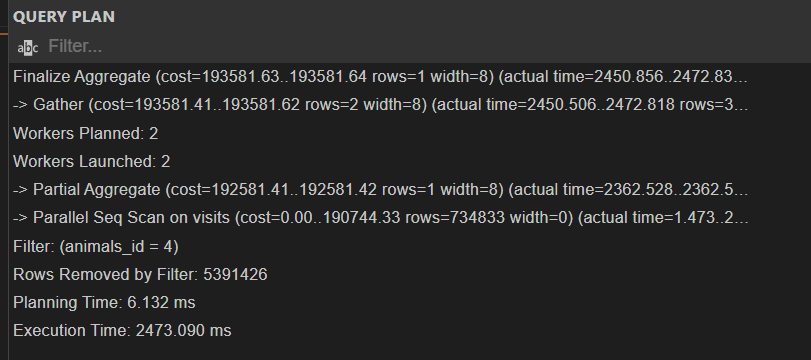 QUERY PLAN
abc Filter...
Finalize Aggregate (cost=193581.63..193581.64 rows=1 width=8) (actual time=2450.856..2472.83...
-> Gather (cost=193581.41..193581.62 rows=2 width=8) (actual time=2450.506..2472.818 rows=3...
Workers Planned: 2
Workers Launched: 2
-> Partial Aggregate (cost=192581.41..192581.42 rows=1 width=8) (actual time=2362.528..2362.5...
-> Parallel Seq Scan on visits (cost=0.00..190744.33 rows=734833 width=0) (actual time=1.473..2...
Filter: (animals_id = 4)
Rows Removed by Filter: 5391426
Planning Time: 6.132 ms
Execution Time: 2473.090 ms